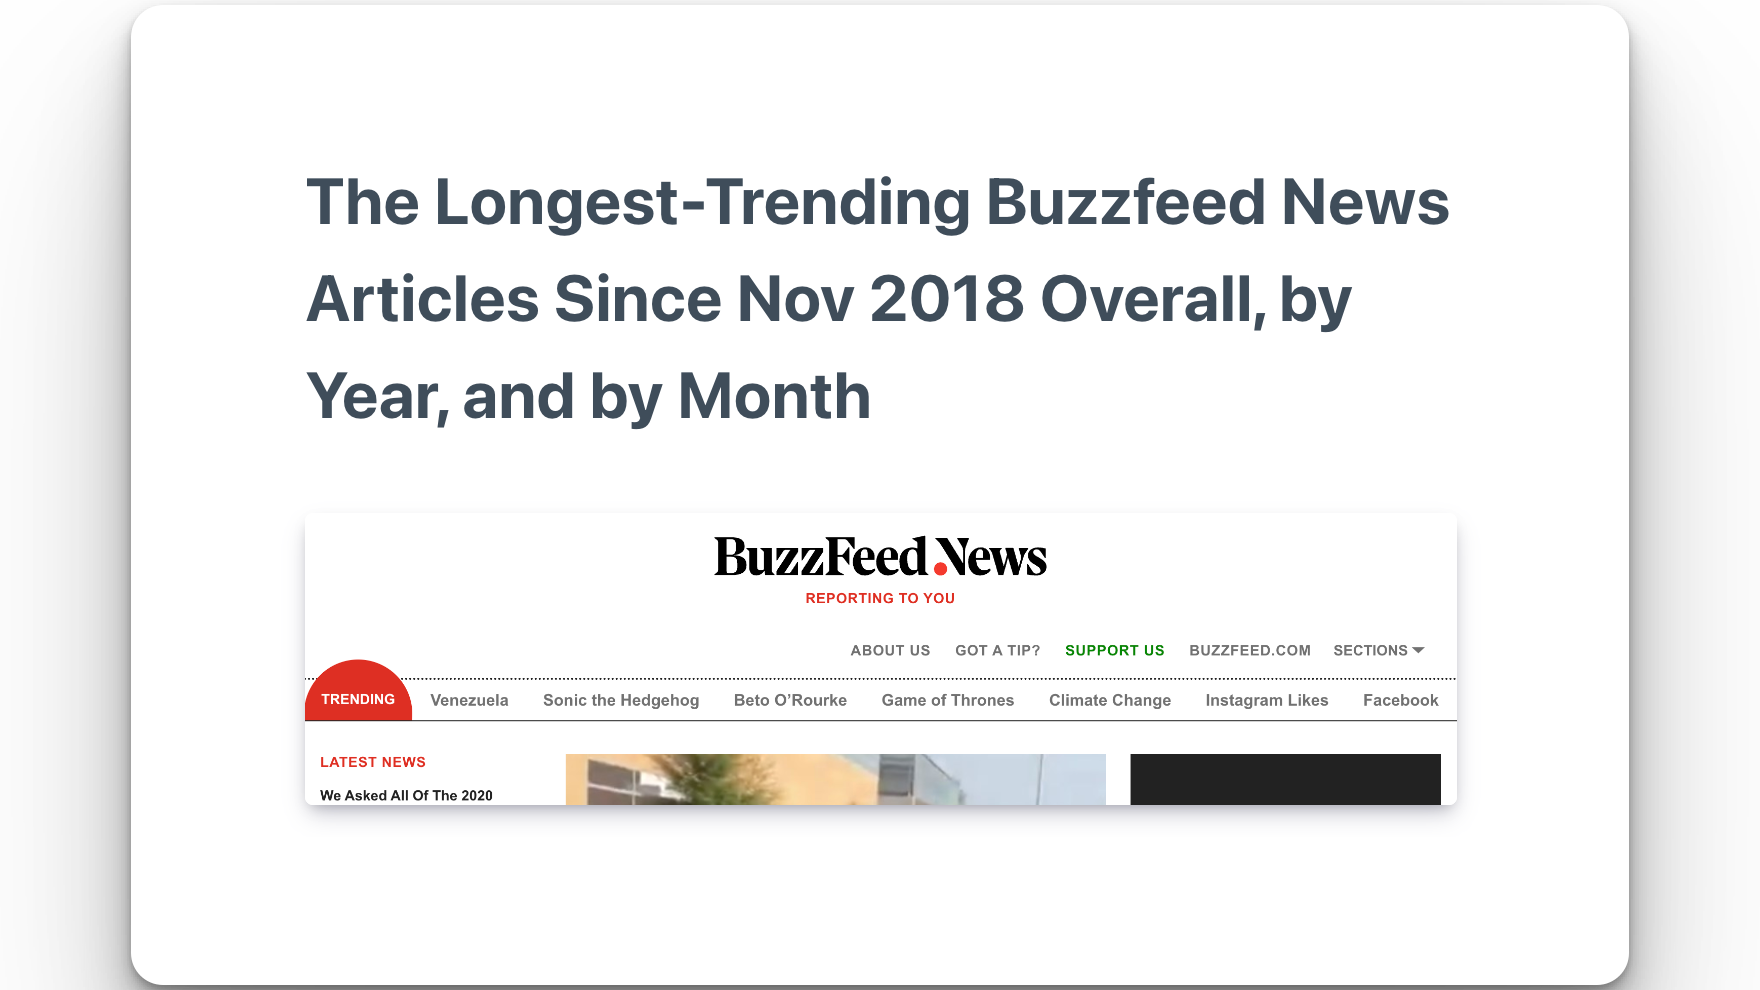 The Longest-Trending Buzzfeed News
Articles Since Nov 2018 Overall, by
Year, and by Month
BuzzFeed News
REPORTING TO YOU
ABOUT US GOT A TIP? SUPPORT US BUZZFEED.COM SECTIONS
TRENDING Venezuela Sonic the Hedgehog Beto O’Rourke Game of Thrones Climate Change Instagram Likes Facebook
LATEST NEWS
We Asked All Of The 2020